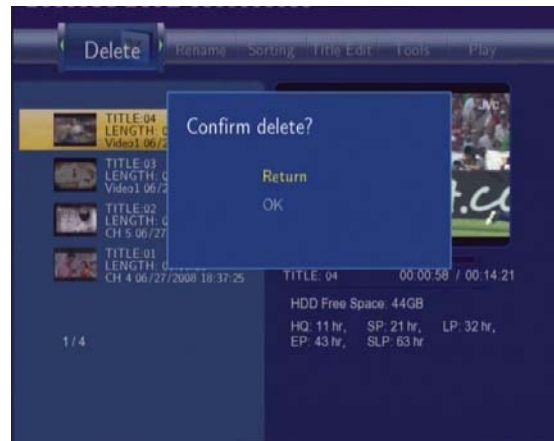 Delete Rename Sorting Title Edit Tools Play
TITLE:04
LENGTH:
Video1 06/2
TITLE:03
LENGTH:
Video1 06/2
TITLE:02
LENGTH:
CH 5 06/27
TITLE:01
LENGTH:
CH 4 06/27/2008 18:37:25
1/4
Confirm delete?
Return
OK
JVC
TITLE: 04 00:00:58 / 00:14:21
HDD Free Space: 44GB
HQ: 11 hr, SP: 21 hr, LP: 32 hr,
EP: 43 hr, SLP: 63 hr